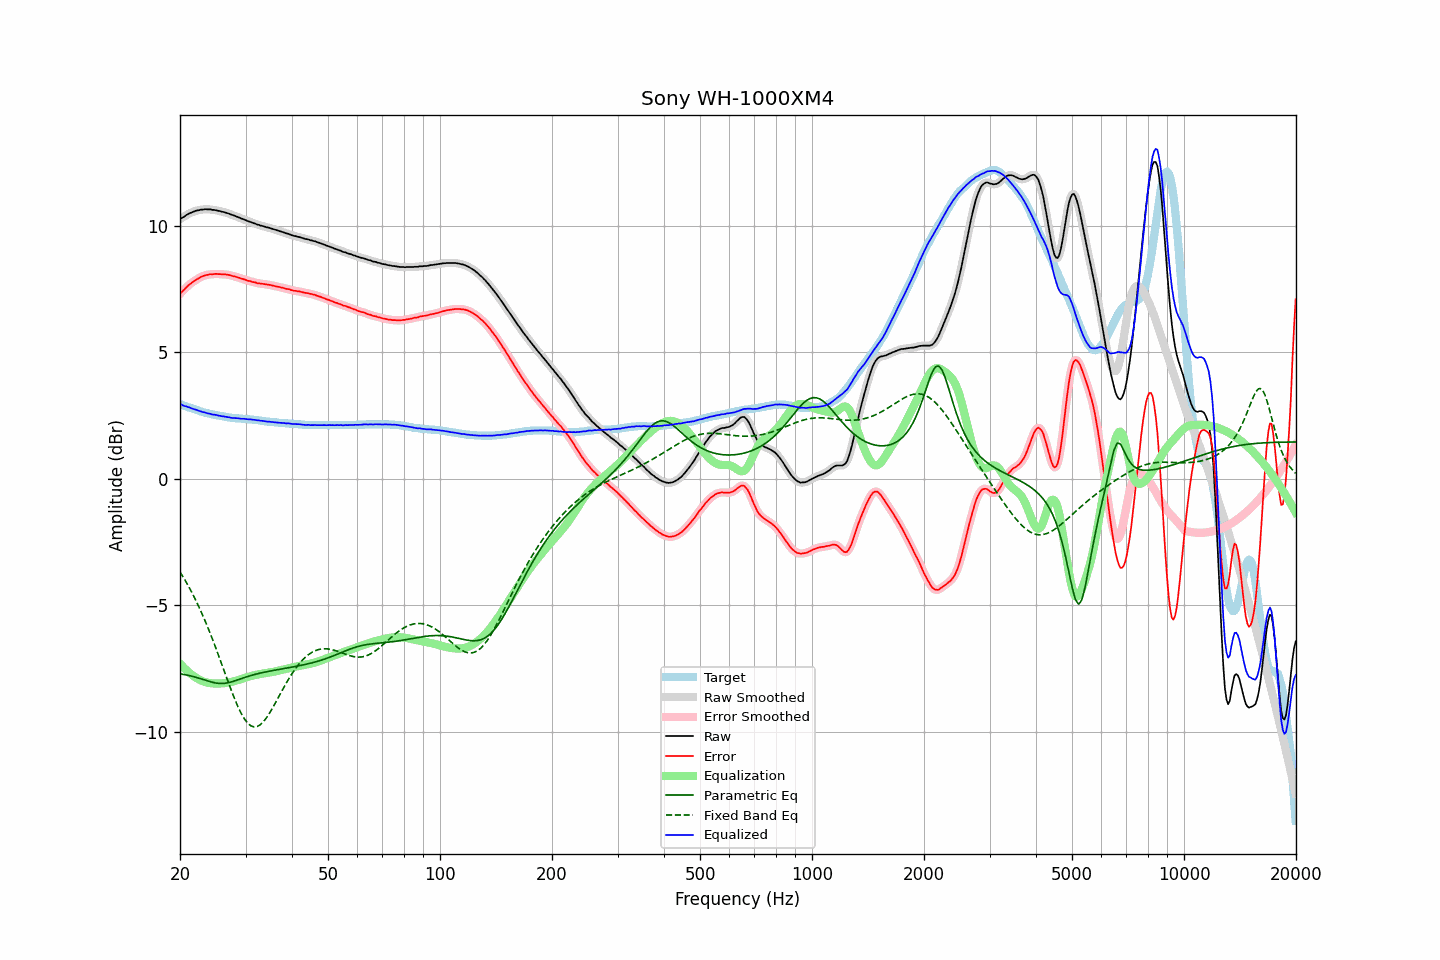 Sony WH-1000XM4
Amplitude (dBr)
10
5
0
−5
−10
Target
Raw Smoothed
Error Smoothed
Raw
Error
Equalization
Parametric Eq
Fixed Band Eq
Equalized
20
50
100
200
500
1000
2000
5000
10000
20000
Frequency (Hz)